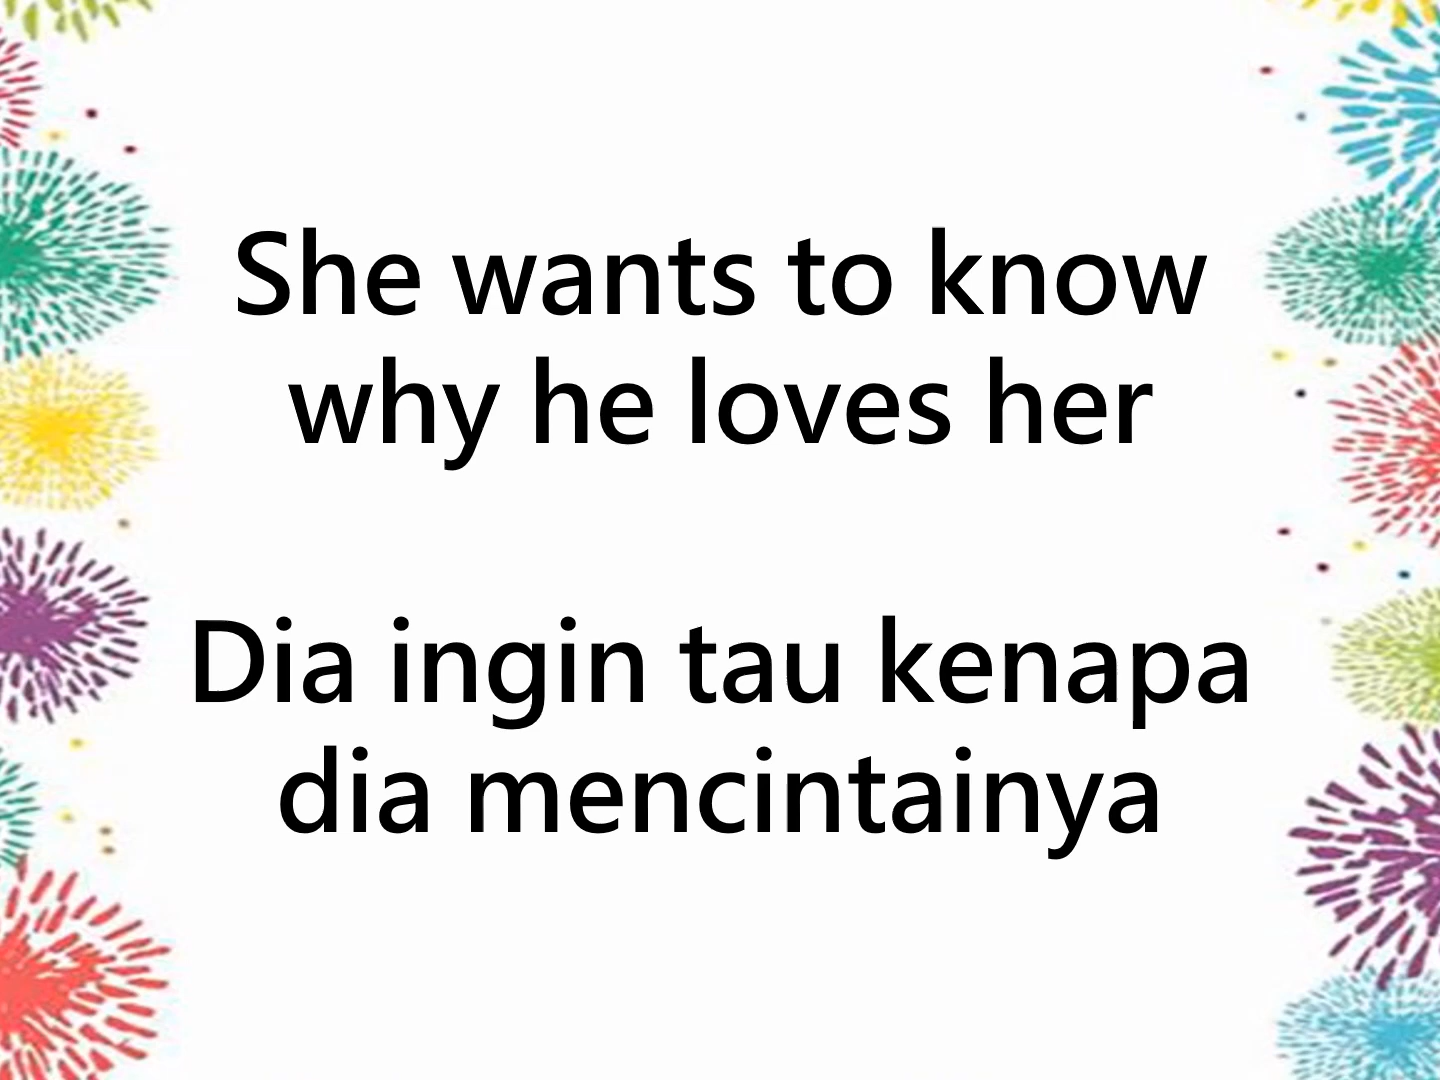 She wants to know
why he loves her
Dia ingin tau kenapa
dia mencintainya